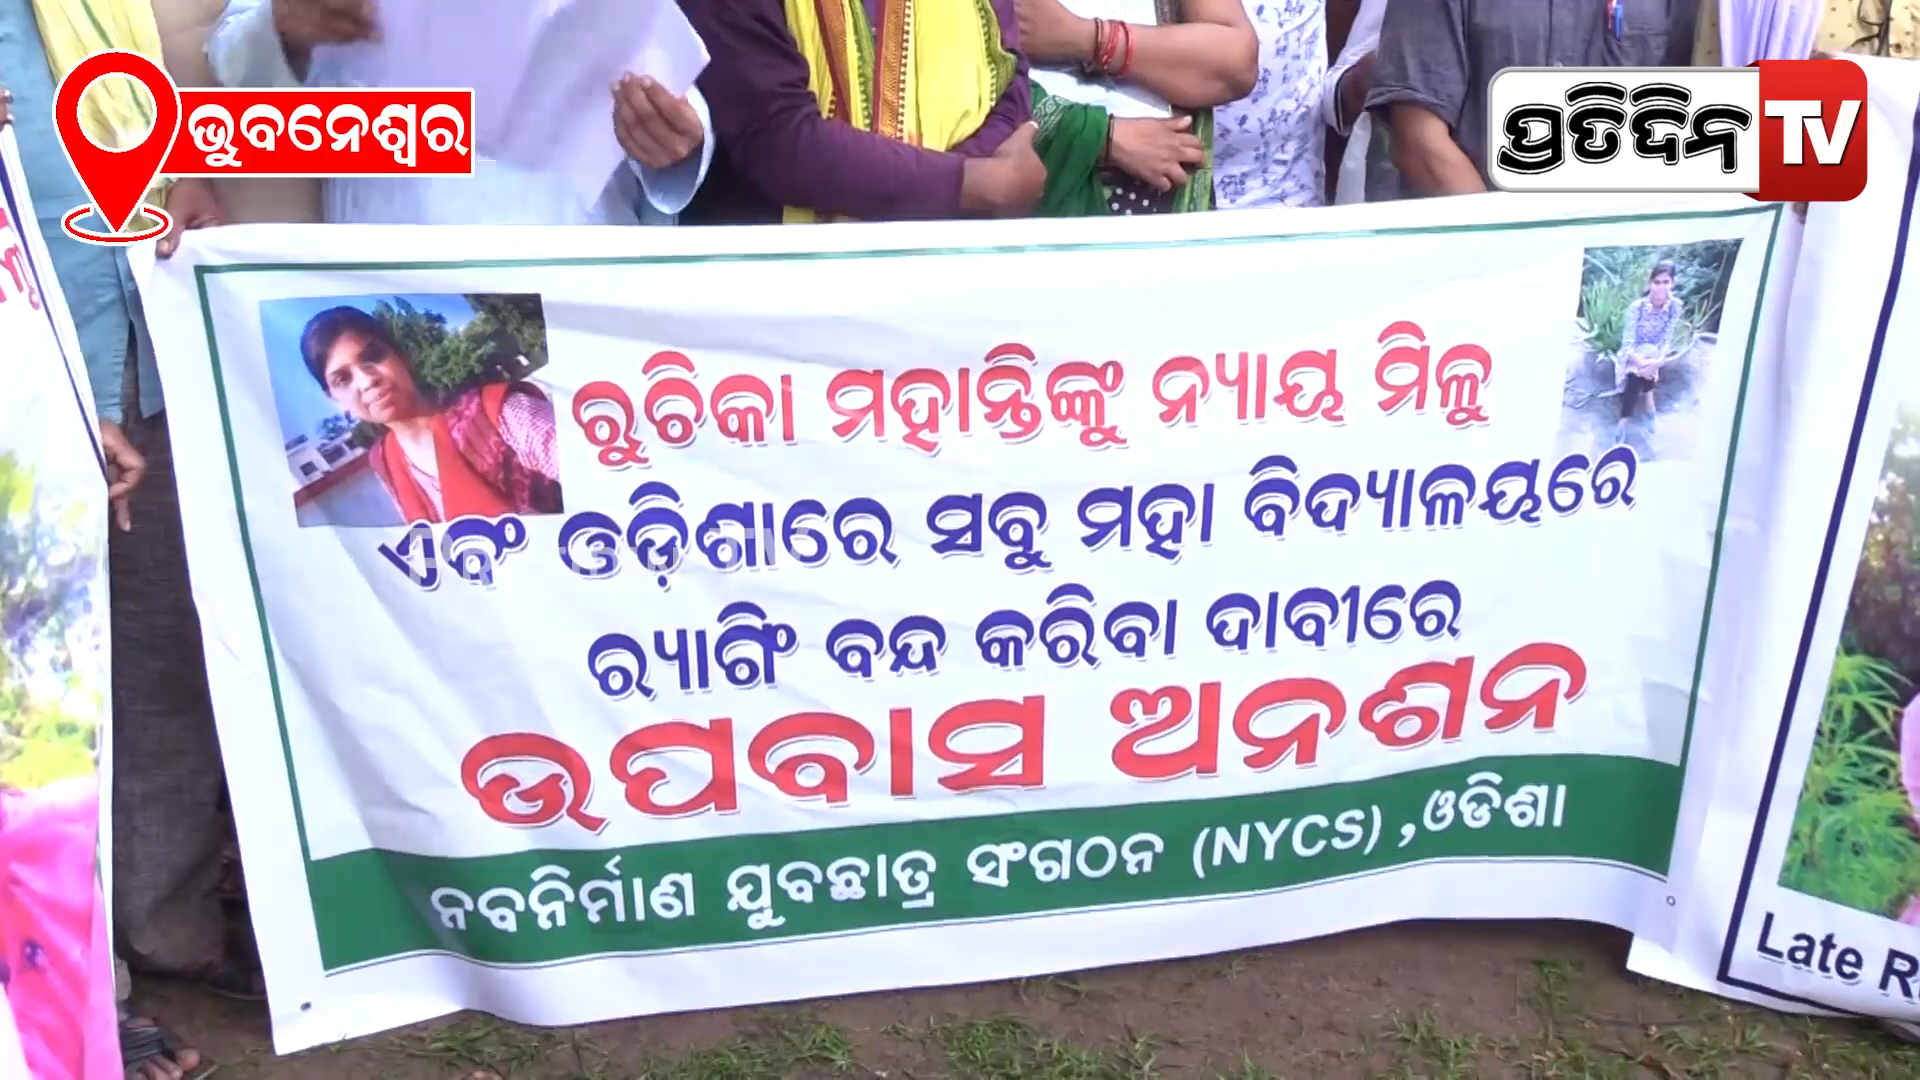 ଭୁବନେଶ୍ୱର
ପ୍ରତିଦିନ TV
ରୁଚିକା ମହାନ୍ତିଙ୍କୁ ନ୍ୟାୟ ମିଳୁ
ଏବଂ ଓଡ଼ିଶାରେ ସବୁ ମହା ବିଦ୍ୟାଳୟରେ
ର‍୍ୟାଗିଂ ବନ୍ଦ କରିବା ଦାବୀରେ
ଉପବାସ ଅନଶନ
ନବନିର୍ମାଣ ଯୁବଛାତ୍ର ସଂଗଠନ (NYCS) , ଓଡିଶା
Late